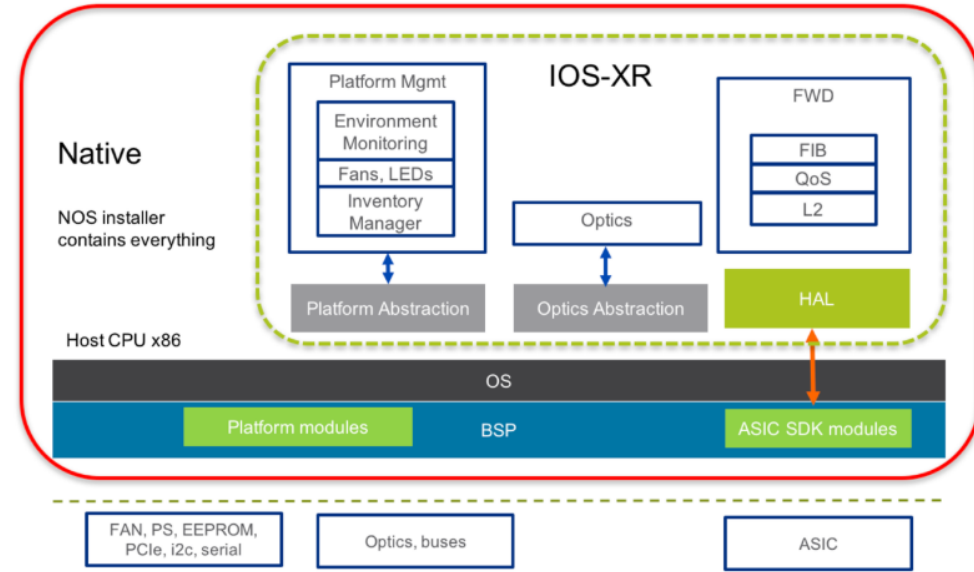 IOS-XR
Platform Mgmt
Environment
Monitoring
Fans, LEDs
Inventory
Manager
FWD
FIB
QoS
L2
Native
NOS installer
contains everything
Optics
Platform Abstraction
Optics Abstraction
HAL
Host CPU x86
OS
Platform modules
BSP
ASIC SDK modules
FAN, PS, EEPROM,
PCIe, i2c, serial
Optics, buses
ASIC